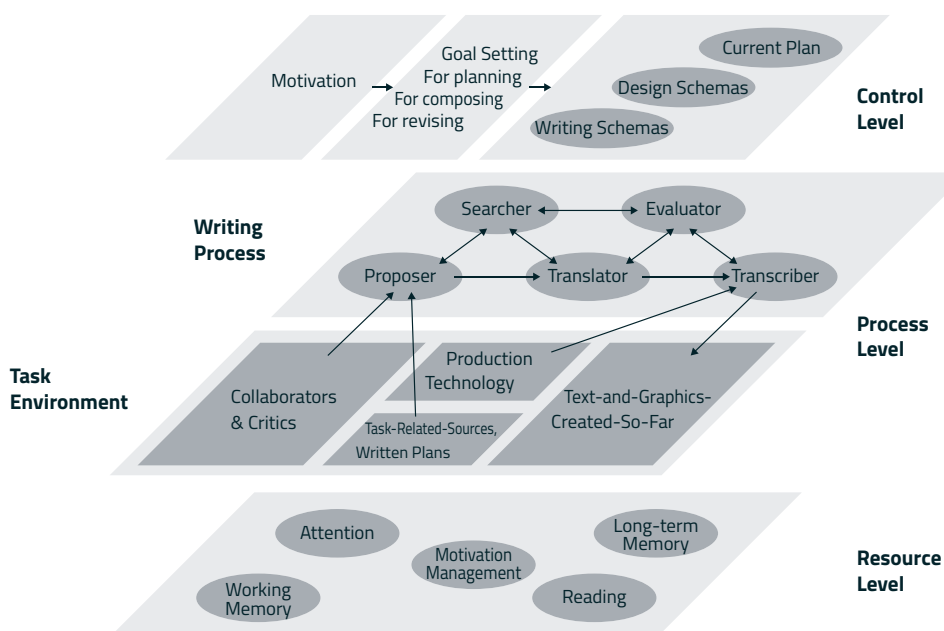 Motivation
Goal Setting
For planning
For composing
For revising
Current Plan
Design Schemas
Writing Schemas
Control
Level
Writing
Process
Searcher
Evaluator
Proposer
Translator
Transcriber
Process
Level
Task
Environment
Collaborators
& Critics
Production
Technology
Task-Related-Sources,
Written Plans
Text-and-Graphics-
Created-So-Far
Attention
Motivation
Management
Long-term
Memory
Working
Memory
Reading
Resource
Level